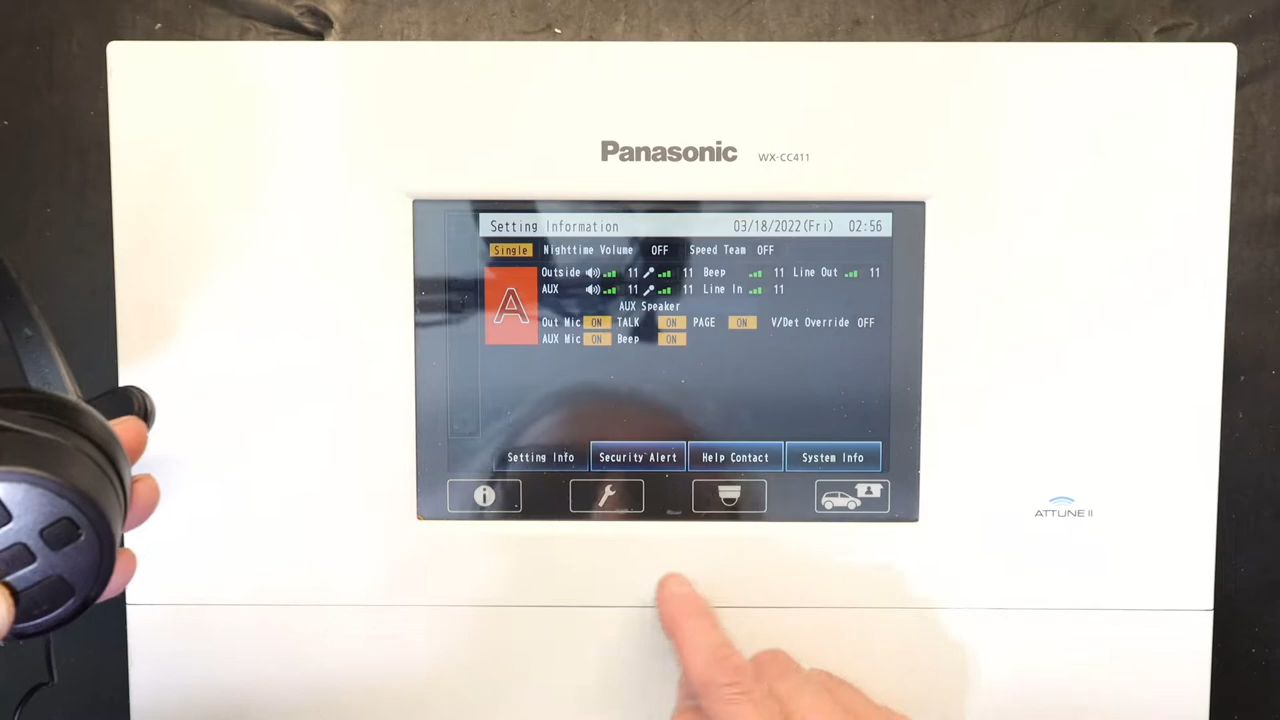 Panasonic WX-CC411
Setting Information 03/18/2022(Fri) 02:56
Single Nighttime Volume OFF Speed Team OFF
A
Outside 11 11 Beep 11 Line Out 11
AUX 11 11 Line In 11
AUX Speaker
Out Mic ON TALK ON PAGE ON V/Det Override OFF
AUX Mic ON Beep ON
Setting Info Security Alert Help Contact System Info
ATTUNE II